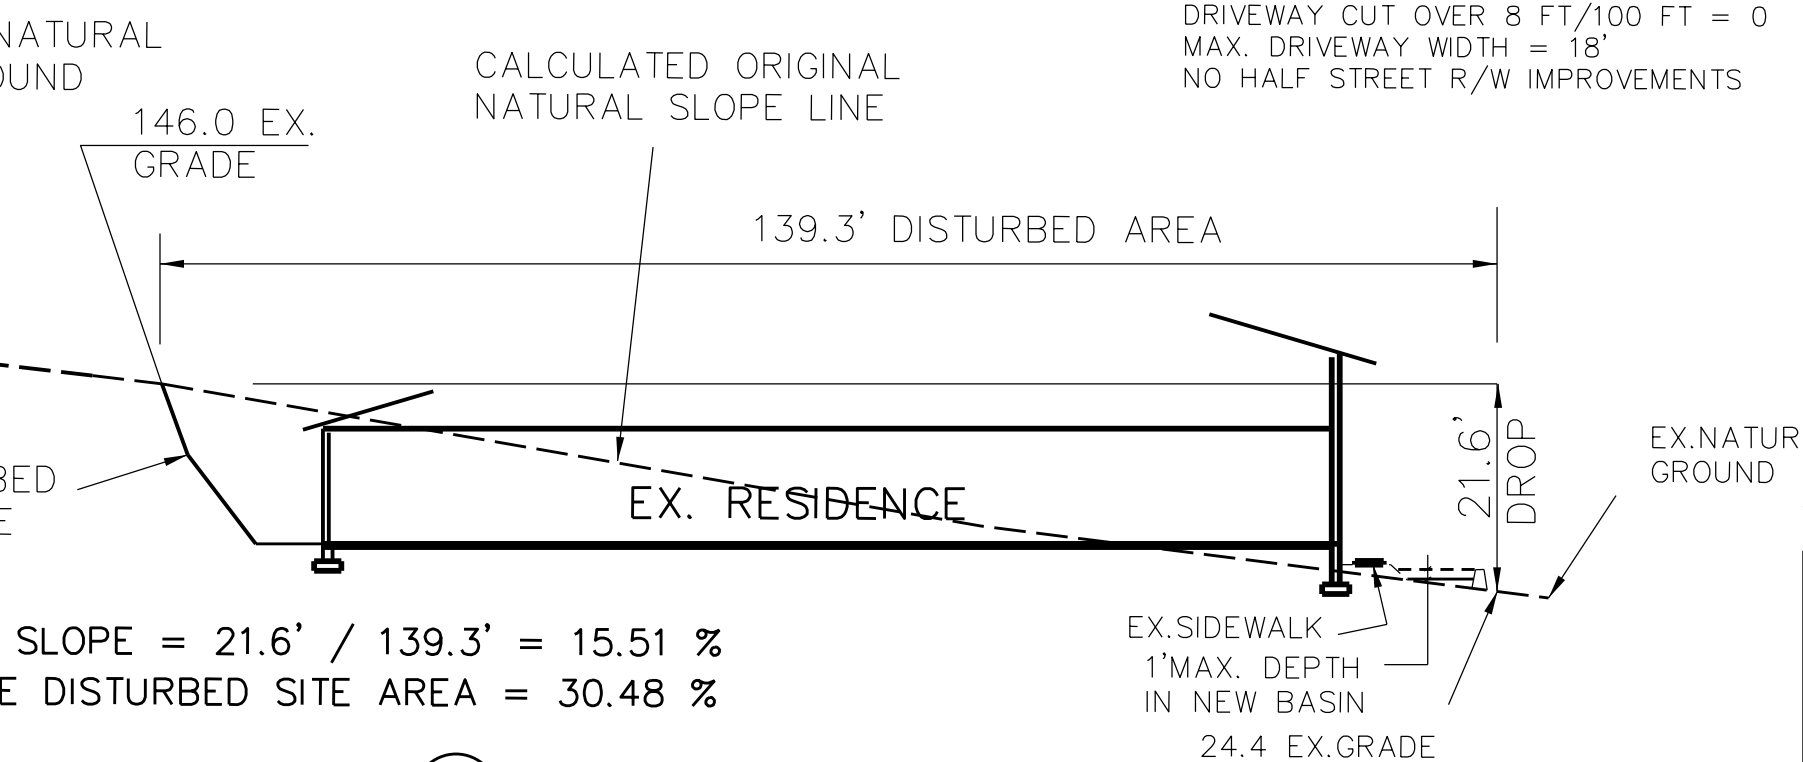 DRIVEWAY CUT OVER 8 FT/100 FT = 0
MAX. DRIVEWAY WIDTH = 18'
NO HALF STREET R/W IMPROVEMENTS
NATURAL
OUND
CALCULATED ORIGINAL
NATURAL SLOPE LINE
146.0 EX.
GRADE
139.3' DISTURBED AREA
21.6'
DROP
EX.NATUR
GROUND
BED
E
EX. RESIDENCE
SLOPE = 21.6' / 139.3' = 15.51 %
E DISTURBED SITE AREA = 30.48 %
EX.SIDEWALK
1'MAX. DEPTH
IN NEW BASIN
24.4 EX.GRADE